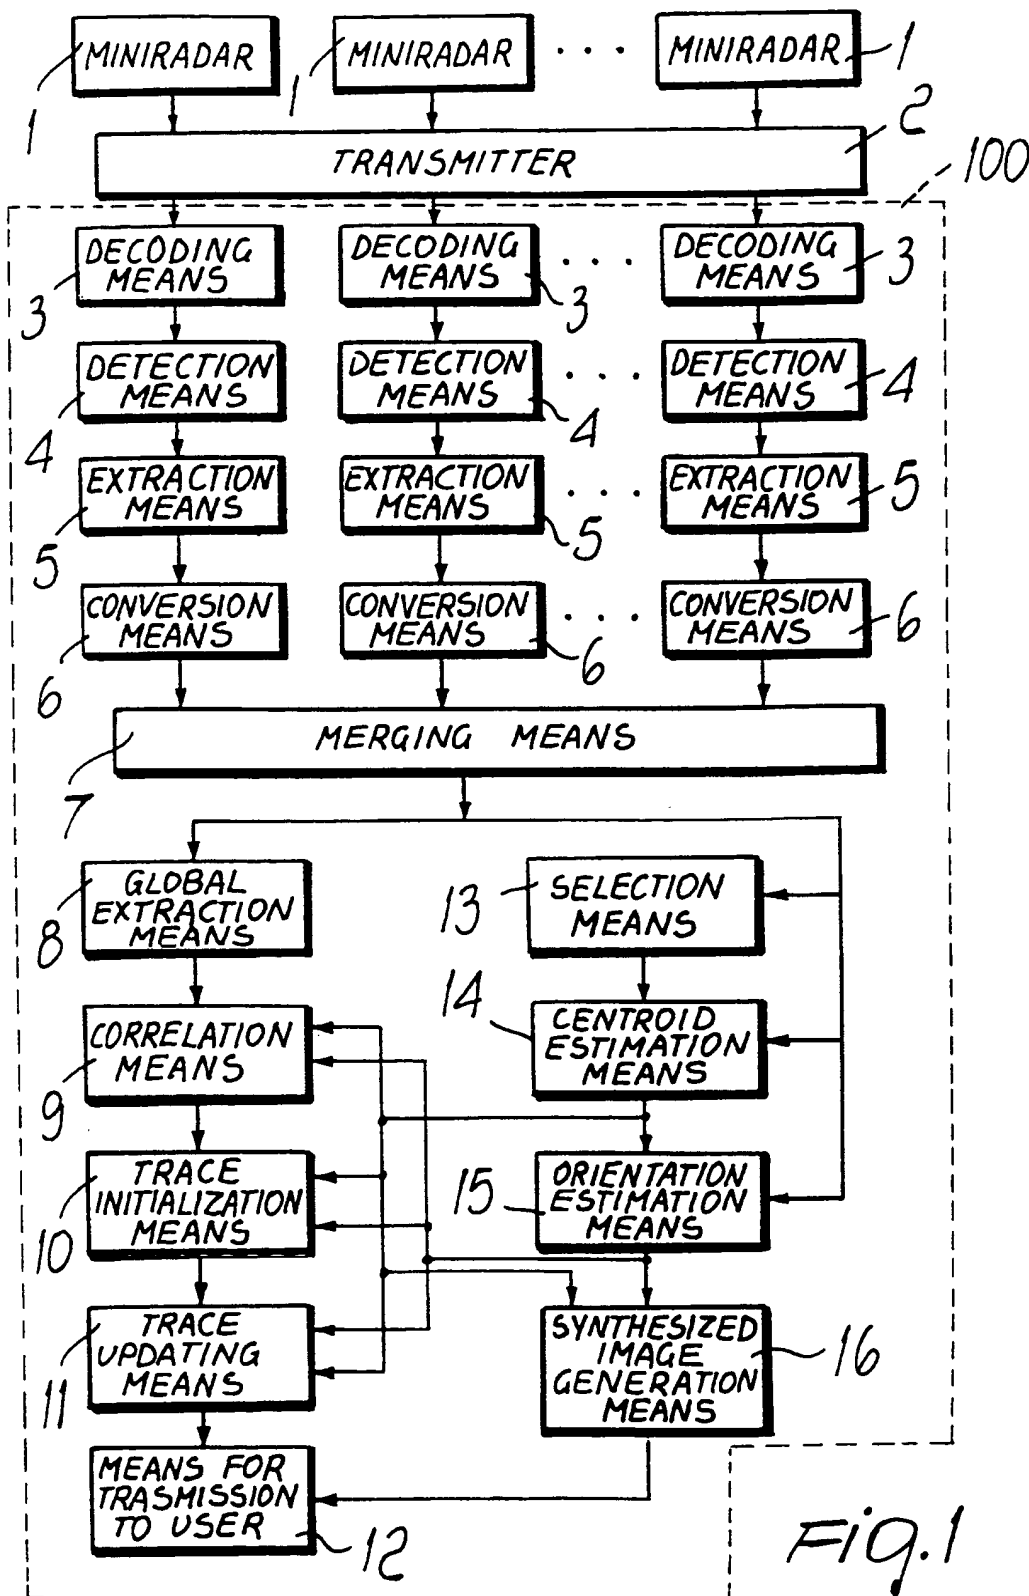 MINIRADAR
MINIRADAR
MINIRADAR
1
1
1
2
TRANSMITTER
100
DECODING
MEANS
DECODING
MEANS
DECODING
MEANS
3
3
3
DETECTION
MEANS
DETECTION
MEANS
DETECTION
MEANS
4
4
4
EXTRACTION
MEANS
EXTRACTION
MEANS
EXTRACTION
MEANS
5
5
5
CONVERSION
MEANS
CONVERSION
MEANS
CONVERSION
MEANS
6
6
6
MERGING MEANS
7
GLOBAL
EXTRACTION
MEANS
8
13
SELECTION
MEANS
CORRELATION
MEANS
9
14
CENTROID
ESTIMATION
MEANS
TRACE
INITIALIZATION
MEANS
10
15
ORIENTATION
ESTIMATION
MEANS
TRACE
UPDATING
MEANS
11
SYNTHESIZED
IMAGE
GENERATION
MEANS
16
MEANS FOR
TRASMISSION
TO USER
12
Fig.1